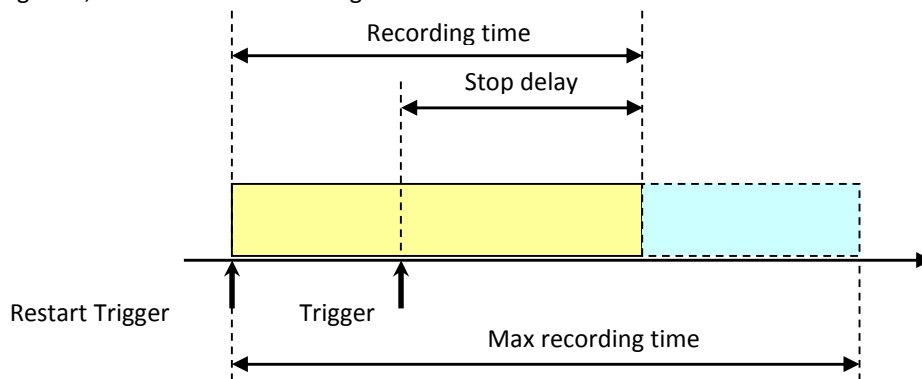 Recording time
Stop delay
Restart Trigger
Trigger
Max recording time